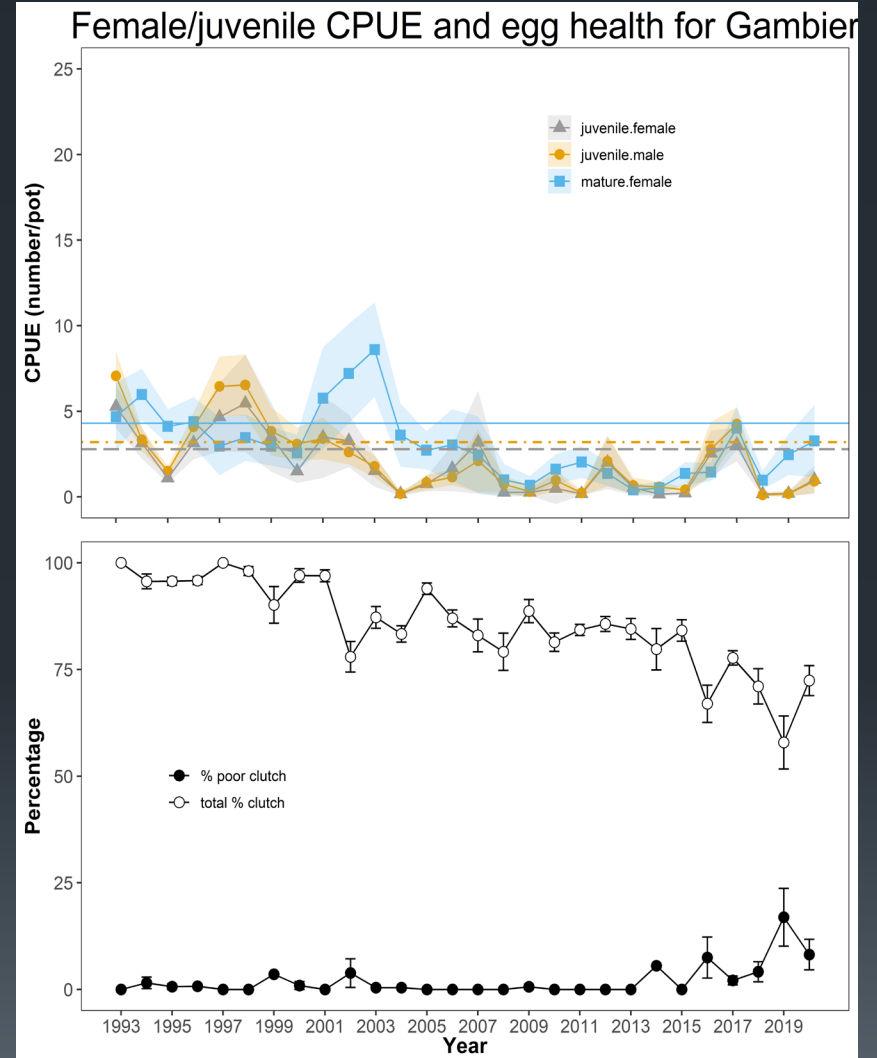 Female/juvenile CPUE and egg health for Gambier
CPUE (number/pot)
25
20
15
10
5
0
juvenile.female
juvenile.male
mature.female
Percentage
100
75
50
25
0
% poor clutch
total % clutch
1993 1995 1997 1999 2001 2003 2005 2007 2009 2011 2013 2015 2017 2019
Year